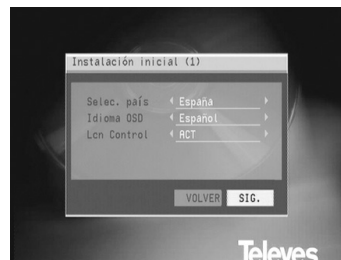 Instalación inicial (1)
Selec. país España
Idioma OSD Español
Lcn Control ACT
VOLVER SIG.
Televes